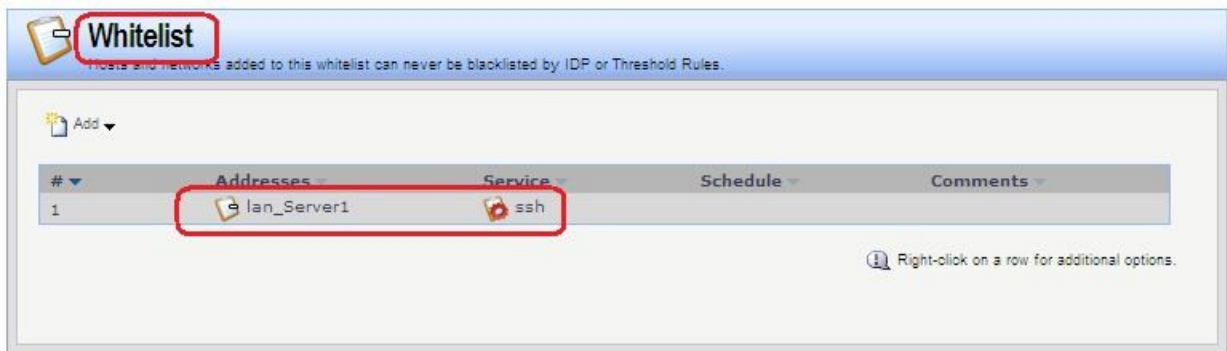 Whitelist
Hosts and networks added to this whitelist can never be blacklisted by IDP or Threshold Rules.
Add
# Addresses Service Schedule Comments
1 lan_Server1 ssh
Right-click on a row for additional options.